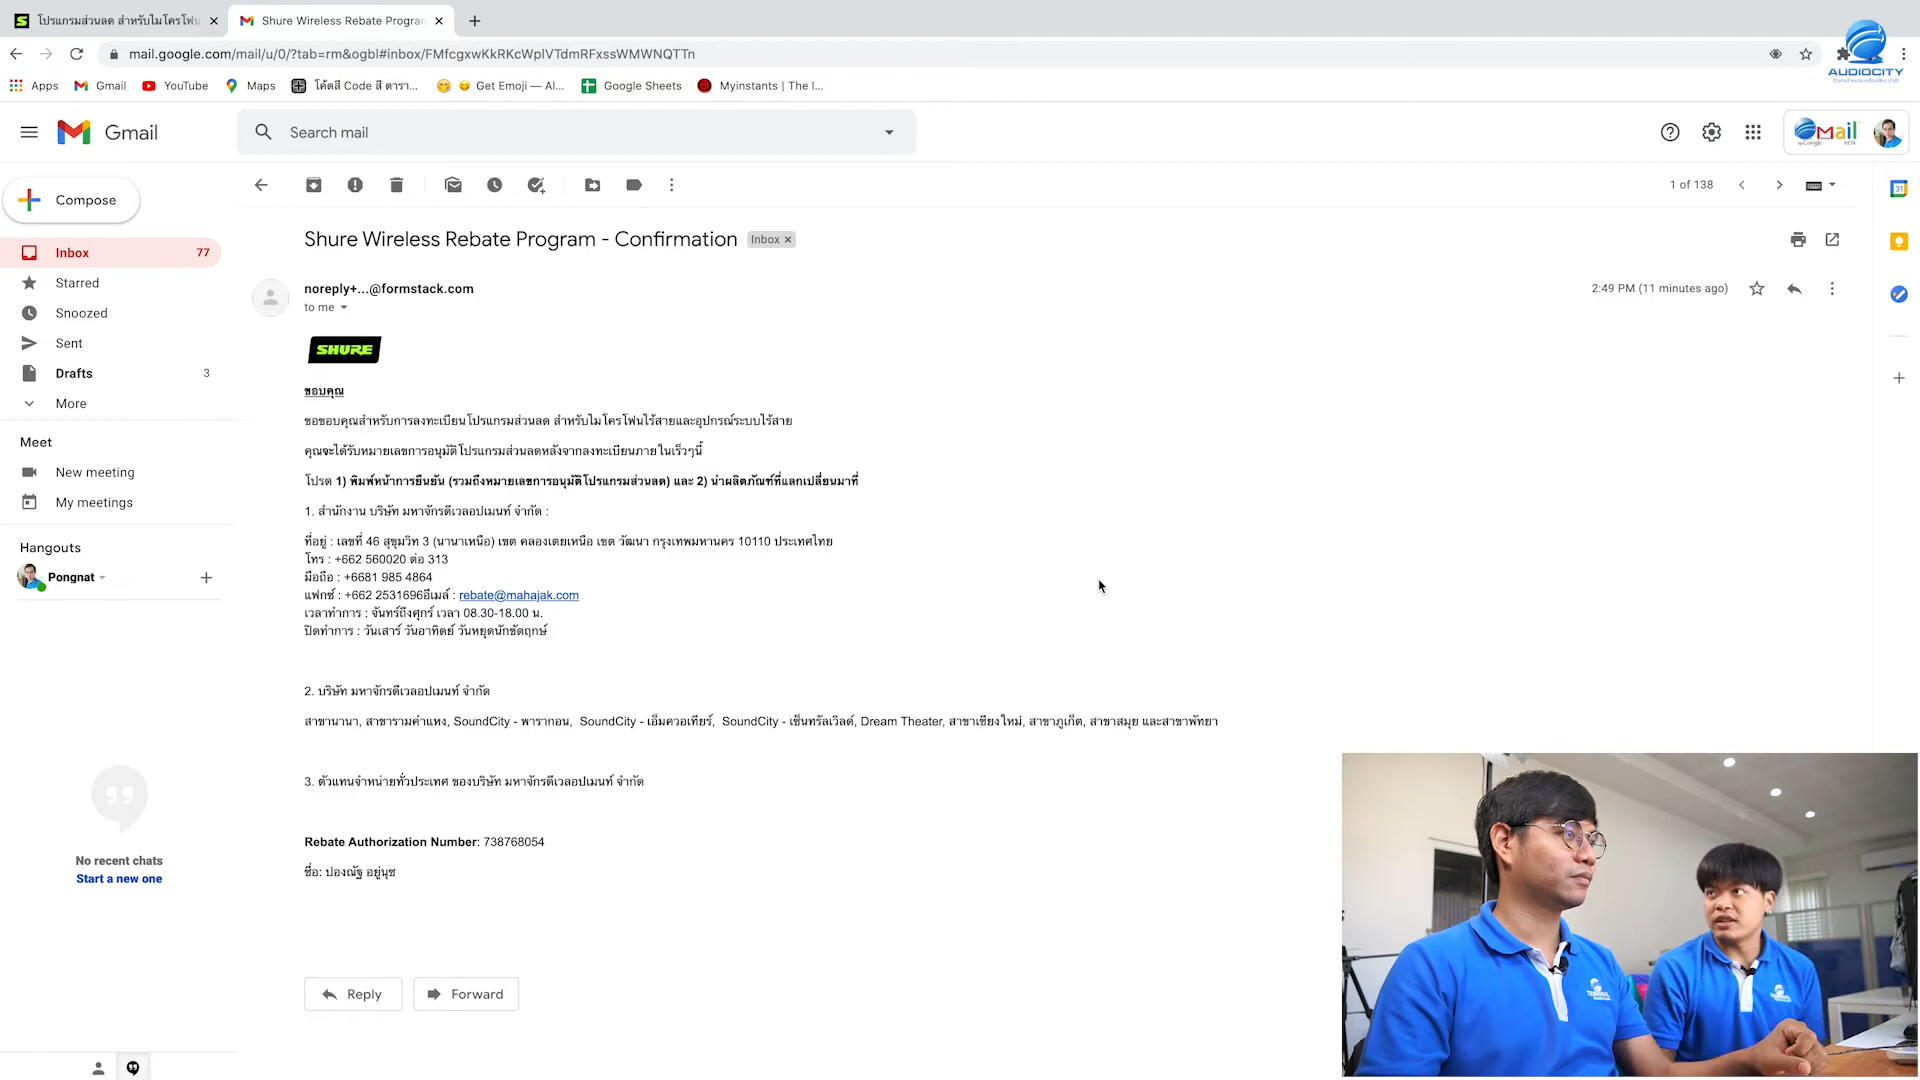 โปรแกรมส่วนลด สำหรับไมโครโฟน
Shure Wireless Rebate Program
mail.google.com/mail/u/0/?tab=rm&ogbl#inbox/FMfcgxwKkRKcWplVTdmRFxssWMWNQTTn
AUDIOCITY
Apps
Gmail
YouTube
Maps
โค้ดสี Code สี ตารา...
Get Emoji — Al...
Google Sheets
Myinstants | The I...
Gmail
Search mail
Mail
Compose
1 of 138
31
Shure Wireless Rebate Program - Confirmation
Inbox
Inbox 77
Starred
Snoozed
Sent
Drafts 3
More
Meet
New meeting
My meetings
Hangouts
Pongnat
No recent chats
Start a new one
noreply+...@formstack.com
2:49 PM (11 minutes ago)
to me
SHURE
ขอบคุณ
ขอขอบคุณสำหรับการลงทะเบียนโปรแกรมส่วนลด สำหรับไมโครโฟนไร้สายและอุปกรณ์ระบบไร้สาย
คุณจะได้รับหมายเลขการอนุมัติโปรแกรมส่วนลดหลังจากลงทะเบียนภายในเร็วๆนี้
โปรด 1) พิมพ์หน้าการยืนยัน (รวมถึงหมายเลขการอนุมัติโปรแกรมส่วนลด) และ 2) นำผลิตภัณฑ์ที่แลกเปลี่ยนมาที่
1. สำนักงาน บริษัท มหาจักรดีเวลอปเมนท์ จำกัด :
ที่อยู่ : เลขที่ 46 สุขุมวิท 3 (นานาเหนือ) เขต คลองเตยเหนือ เขต วัฒนา กรุงเทพมหานคร 10110 ประเทศไทย
โทร : +662 560020 ต่อ 313
มือถือ : +6681 985 4864
แฟกซ์ : +662 2531696อีเมล์ : rebate@mahajak.com
เวลาทำการ : จันทร์ถึงศุกร์ เวลา 08.30-18.00 น.
ปิดทำการ : วันเสาร์ วันอาทิตย์ วันหยุดนักขัตฤกษ์
2. บริษัท มหาจักรดีเวลอปเมนท์ จำกัด
สาขานานา, สาขารามคำแหง, SoundCity - พารากอน, SoundCity - เอ็มควอเทียร์, SoundCity - เซ็นทรัลเวิลด์, Dream Theater, สาขาเชียงใหม่, สาขาภูเก็ต, สาขาสมุย และสาขาพัทยา
3. ตัวแทนจำหน่ายทั่วประเทศ ของบริษัท มหาจักรดีเวลอปเมนท์ จำกัด
Rebate Authorization Number: 738768054
ชื่อ: ปองณัฐ อยู่นุช
Reply
Forward